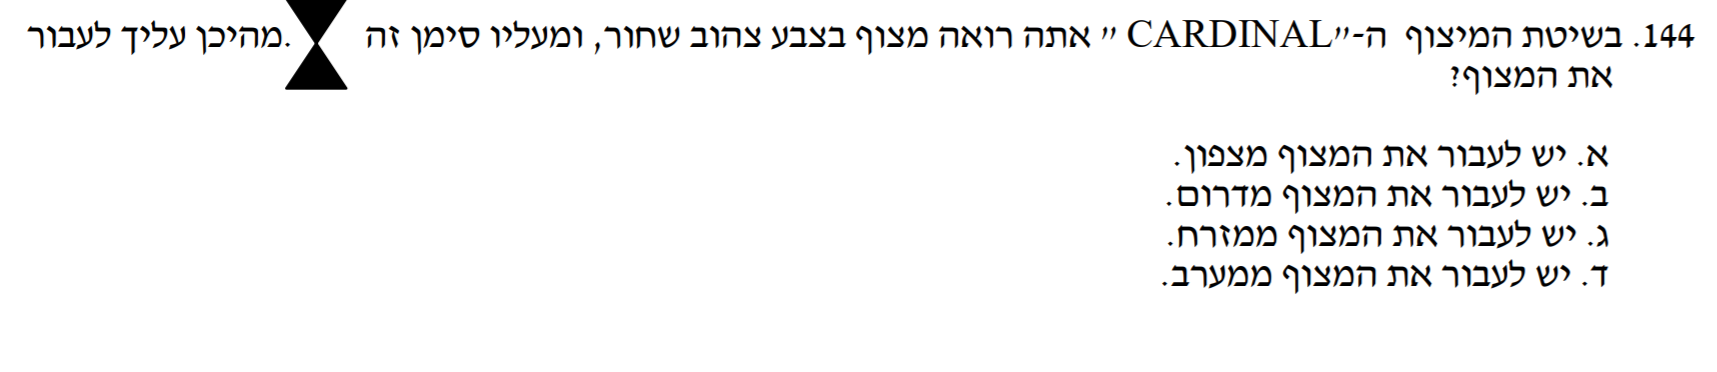 144. בשיטת המיצוף ה-"CARDINAL" אתה רואה מצוף בצבע צהוב שחור, ומעליו סימן זה .מהיכן עליך לעבור
את המצוף?
א. יש לעבור את המצוף מצפון.
ב. יש לעבור את המצוף מדרום.
ג. יש לעבור את המצוף ממזרח.
ד. יש לעבור את המצוף ממערב.